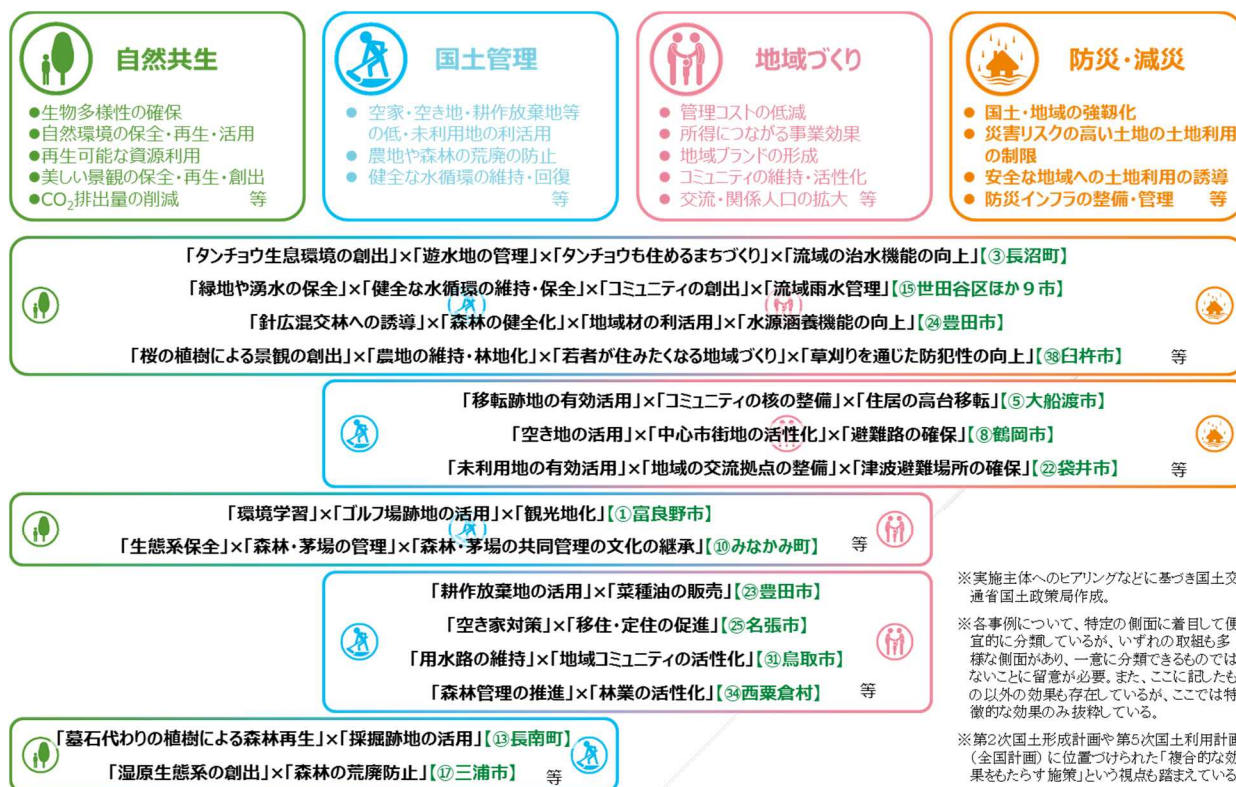 自然共生
●生物多様性の確保
●自然環境の保全・再生・活用
●再生可能な資源利用
●美しい景観の保全・再生・創出
●CO₂排出量の削減 等
国土管理
● 空家・空き地・耕作放棄地等
の低・未利用地の利活用
● 農地や森林の荒廃の防止
● 健全な水循環の維持・回復
等
地域づくり
● 管理コストの低減
● 所得につながる事業効果
● 地域ブランドの形成
● コミュニティの維持・活性化
● 交流・関係人口の拡大 等
防災・減災
● 国土・地域の強靱化
● 災害リスクの高い土地の土地利用
の制限
● 安全な地域への土地利用の誘導
● 防災インフラの整備・管理 等
「タンチョウ生息環境の創出」×「遊水地の管理」×「タンチョウも住めるまちづくり」×「流域の治水機能の向上」【③長沼町】
「緑地や湧水の保全」×「健全な水循環の維持・保全」×「コミュニティの創出」×「流域雨水管理」【⑮世田谷区ほか9市】
「針広混交林への誘導」×「森林の健全化」×「地域材の利活用」×「水源涵養機能の向上」【㉔豊田市】
「桜の植樹による景観の創出」×「農地の維持・林地化」×「若者が住みたくなる地域づくり」×「草刈りを通じた防犯性の向上」【㊳臼杵市】 等
「移転跡地の有効活用」×「コミュニティの核の整備」×「住居の高台移転」【⑤大船渡市】
「空き地の活用」×「中心市街地の活性化」×「避難路の確保」【⑧鶴岡市】
「未利用地の有効活用」×「地域の交流拠点の整備」×「津波避難場所の確保」【㉒袋井市】 等
「環境学習」×「ゴルフ場跡地の活用」×「観光地化」【①富良野市】
「生態系保全」×「森林・茅場の管理」×「森林・茅場の共同管理の文化の継承」【⑩みなかみ町】 等
「耕作放棄地の活用」×「菜種油の販売」【㉓豊田市】
「空き家対策」×「移住・定住の促進」【㉕名張市】
「用水路の維持」×「地域コミュニティの活性化」【㉛鳥取市】
「森林管理の推進」×「林業の活性化」【㉞西粟倉村】 等
「墓石代わりの植樹による森林再生」×「採掘跡地の活用」【⑬長南町】
「湿原生態系の創出」×「森林の荒廃防止」【⑰三浦市】 等
※実施主体へのヒアリングなどに基づき国土交
通省国土政策局作成。
※各事例について、特定の側面に着目して便
宜的に分類しているが、いずれの取組も多
様な側面があり、一意に分類できるものでは
ないことに留意が必要。また、ここに記したも
の以外の効果も存在しているが、ここでは特
徴的な効果のみ抜粋している。
※第2次国土形成計画や第5次国土利用計画
(全国計画)に位置づけられた「複合的な効
果をもたらす施策」という視点も踏まえている